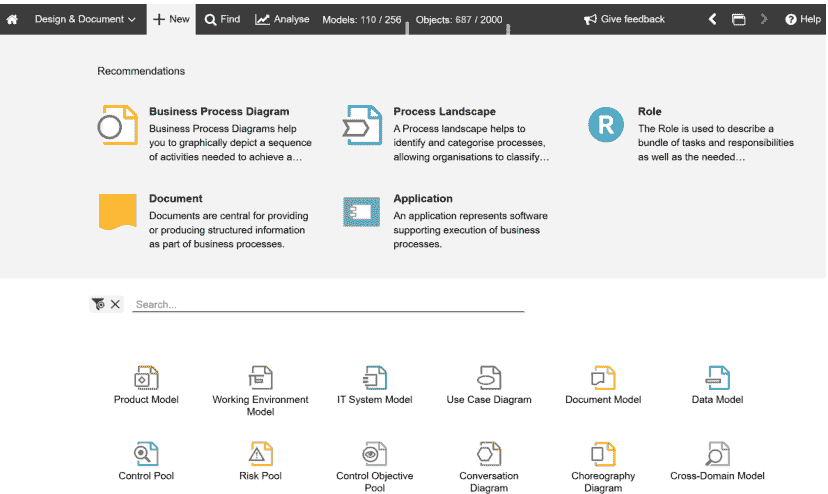 Design & Document
New
Find
Analyse
Models: 110 / 256
Objects: 687 / 2000
Give feedback
Help
Recommendations
Business Process Diagram
Business Process Diagrams help
you to graphically depict a sequence
of activities needed to achieve a…
Process Landscape
A Process landscape helps to
identify and categorise processes,
allowing organisations to classify…
R
Role
The Role is used to describe a
bundle of tasks and responsibilities
as well as the needed…
Document
Documents are central for providing
or producing structured information
as part of business processes.
Application
An application represents software
supporting execution of business
processes.
Search...
Product Model
Working Environment
Model
IT System Model
Use Case Diagram
Document Model
Data Model
Control Pool
Risk Pool
Control Objective
Pool
Conversation
Diagram
Choreography
Diagram
Cross-Domain Model